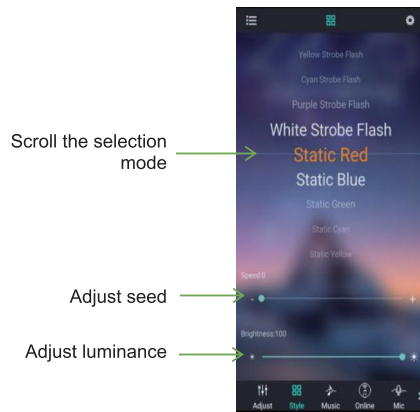 Yellow Strobe Flash
Cyan Strobe Flash
Purple Strobe Flash
White Strobe Flash
Scroll the selection
mode
Static Red
Static Blue
Static Green
Static Cyan
Static Yellow
Speed:0
Adjust seed
- +
Brightness:100
Adjust luminance
Adjust Style Music Online Mic